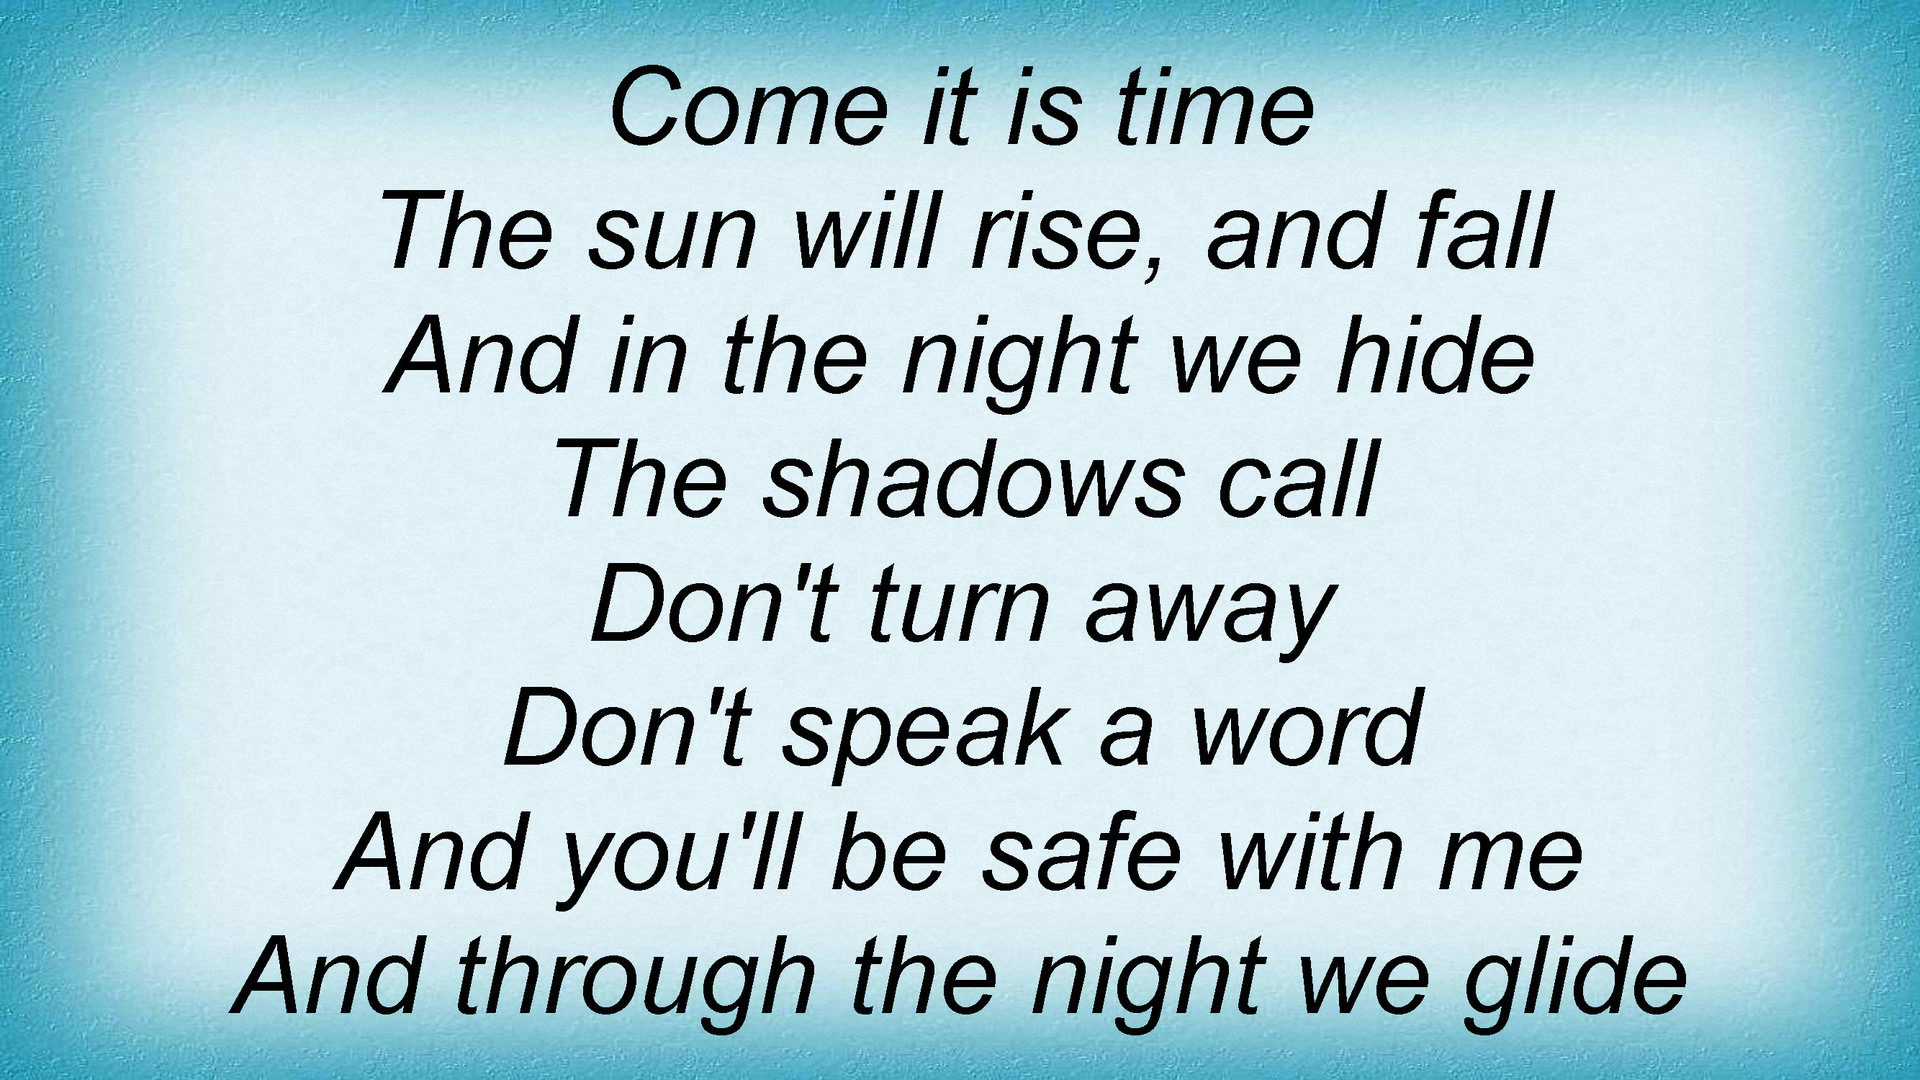 Come it is time
The sun will rise, and fall
And in the night we hide
The shadows call
Don't turn away
Don't speak a word
And you'll be safe with me
And through the night we glide